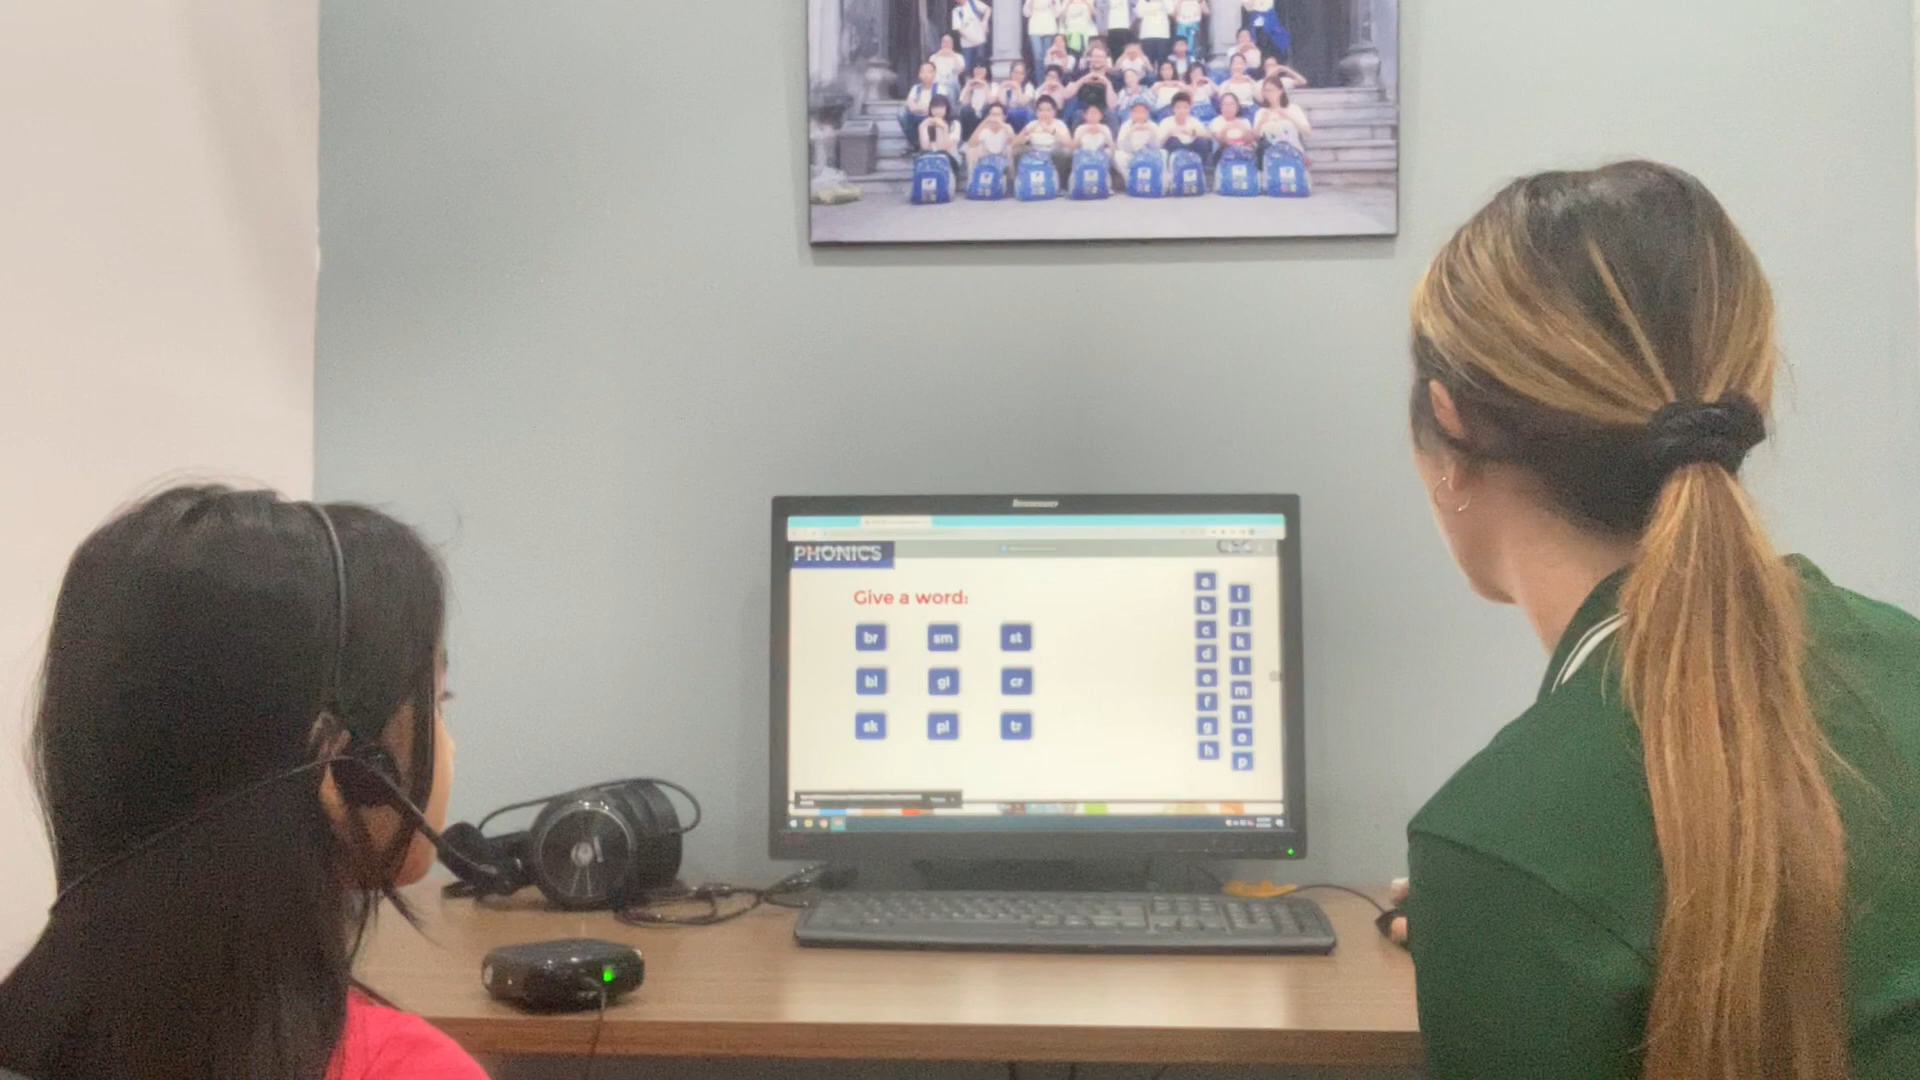 PHONICS
Give a word:
br sm st
bl gl cr
sk pl tr
a i
b j
c k
d l
e m
f n
g o
h p